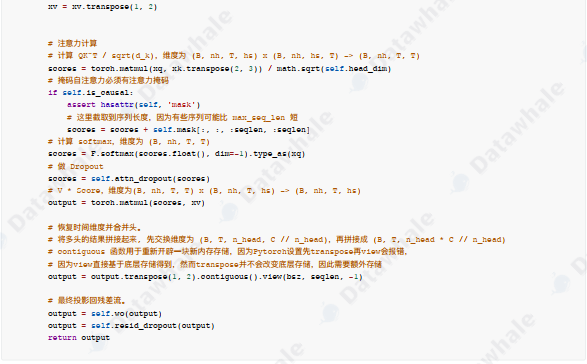 xv = xv.transpose(1, 2)
# 注意力计算
# 计算 QK^T / sqrt(d_k)，维度为 (B, nh, T, hs) x (B, nh, hs, T) -> (B, nh, T, T)
scores = torch.matmul(xq, xk.transpose(2, 3)) / math.sqrt(self.head_dim)
# 掩码自注意力必须有注意力掩码
if self.is_causal:
assert hasattr(self, 'mask')
# 这里截取到序列长度，因为有些序列可能比 max_seq_len 短
scores = scores + self.mask[:, :, :seqlen, :seqlen]
# 计算 softmax，维度为 (B, nh, T, T)
scores = F.softmax(scores.float(), dim=-1).type_as(xq)
# 做 Dropout
scores = self.attn_dropout(scores)
# V * Score，维度为(B, nh, T, T) x (B, nh, T, hs) -> (B, nh, T, hs)
output = torch.matmul(scores, xv)
# 恢复时间维度并合并头。
# 将多头的结果拼接起来, 先交换维度为 (B, T, n_head, C // n_head)，再拼接成 (B, T, n_head * C // n_head)
# contiguous 函数用于重新开辟一块新内存存储，因为Pytorch设置先transpose再view会报错，
# 因为view直接基于底层存储得到，然而transpose并不会改变底层存储，因此需要额外存储
output = output.transpose(1, 2).contiguous().view(bsz, seqlen, -1)
# 最终投影回残差流。
output = self.wo(output)
output = self.resid_dropout(output)
return output
Datawhale